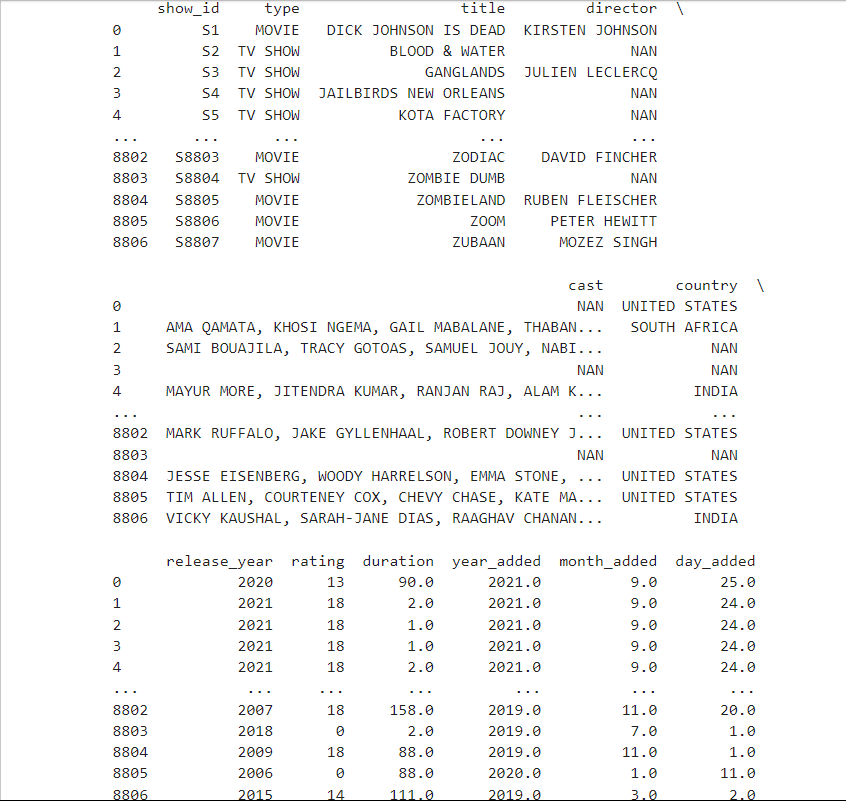 show_id type title director \
0 S1 MOVIE DICK JOHNSON IS DEAD KIRSTEN JOHNSON
1 S2 TV SHOW BLOOD & WATER NAN
2 S3 TV SHOW GANGLANDS JULIEN LECLERCQ
3 S4 TV SHOW JAILBIRDS NEW ORLEANS NAN
4 S5 TV SHOW KOTA FACTORY NAN
... ... ... ... ...
8802 S8803 MOVIE ZODIAC DAVID FINCHER
8803 S8804 TV SHOW ZOMBIE DUMB NAN
8804 S8805 MOVIE ZOMBIELAND RUBEN FLEISCHER
8805 S8806 MOVIE ZOOM PETER HEWITT
8806 S8807 MOVIE ZUBAAN MOZEZ SINGH
cast country \
0 NAN UNITED STATES
1 AMA QAMATA, KHOSI NGEMA, GAIL MABALANE, THABAN... SOUTH AFRICA
2 SAMI BOUAJILA, TRACY GOTOAS, SAMUEL JOUY, NABI... NAN
3 NAN NAN
4 MAYUR MORE, JITENDRA KUMAR, RANJAN RAJ, ALAM K... INDIA
... ... ...
8802 MARK RUFFALO, JAKE GYLLENHAAL, ROBERT DOWNEY J... UNITED STATES
8803 NAN NAN
8804 JESSE EISENBERG, WOODY HARRELSON, EMMA STONE, ... UNITED STATES
8805 TIM ALLEN, COURTENEY COX, CHEVY CHASE, KATE MA... UNITED STATES
8806 VICKY KAUSHAL, SARAH-JANE DIAS, RAAGHAV CHANAN... INDIA
release_year rating duration year_added month_added day_added
0 2020 13 90.0 2021.0 9.0 25.0
1 2021 18 2.0 2021.0 9.0 24.0
2 2021 18 1.0 2021.0 9.0 24.0
3 2021 18 1.0 2021.0 9.0 24.0
4 2021 18 2.0 2021.0 9.0 24.0
... ... ... ... ... ... ...
8802 2007 18 158.0 2019.0 11.0 20.0
8803 2018 0 2.0 2019.0 7.0 1.0
8804 2009 18 88.0 2019.0 11.0 1.0
8805 2006 0 88.0 2020.0 1.0 11.0
8806 2015 14 111.0 2019.0 3.0 2.0